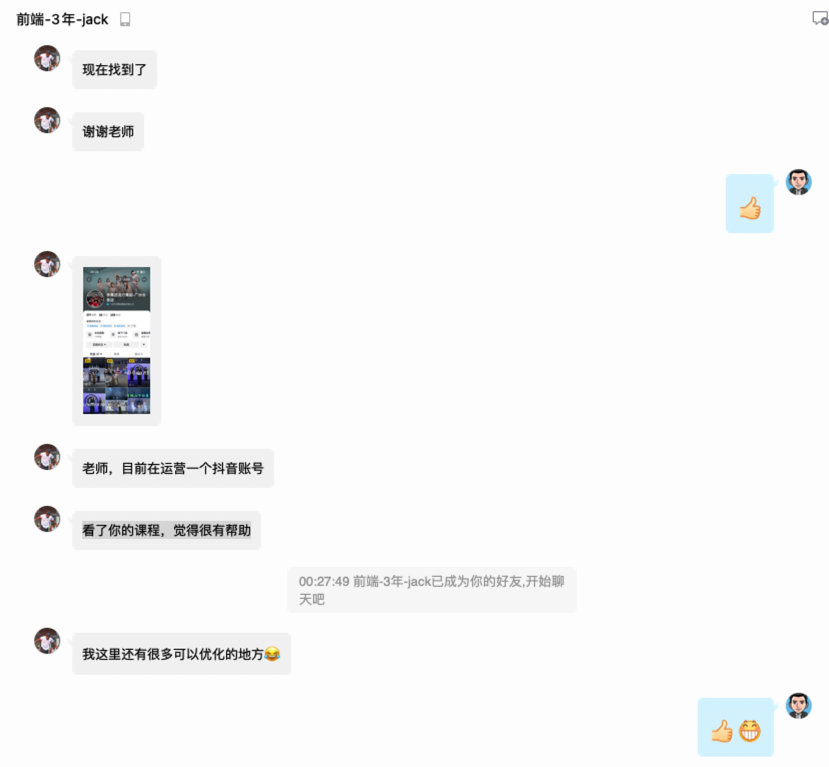 前端-3年-jack
现在找到了
谢谢老师
老师，目前在运营一个抖音账号
看了你的课程，觉得很有帮助
00:27:49 前端-3年-jack已成为你的好友,开始聊
天吧
我这里还有很多可以优化的地方😂